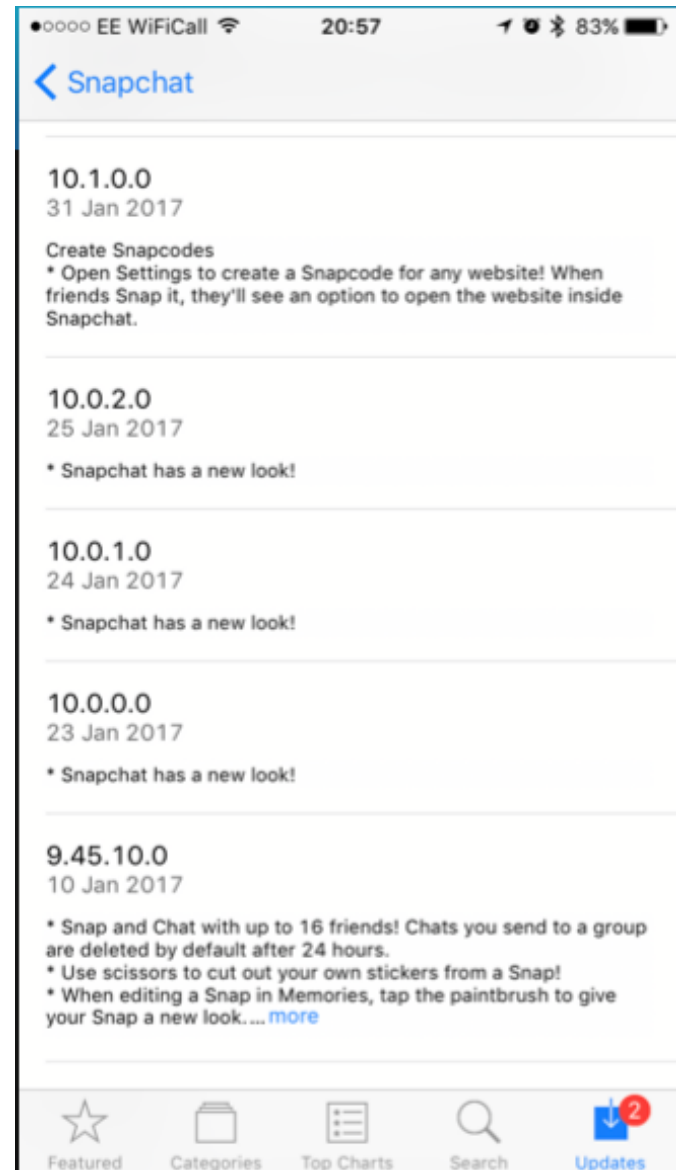 EE WiFiCall 20:57 83%
Snapchat
10.1.0.0
31 Jan 2017
Create Snapcodes
* Open Settings to create a Snapcode for any website! When
friends Snap it, they'll see an option to open the website inside
Snapchat.
10.0.2.0
25 Jan 2017
* Snapchat has a new look!
10.0.1.0
24 Jan 2017
* Snapchat has a new look!
10.0.0.0
23 Jan 2017
* Snapchat has a new look!
9.45.10.0
10 Jan 2017
* Snap and Chat with up to 16 friends! Chats you send to a group
are deleted by default after 24 hours.
* Use scissors to cut out your own stickers from a Snap!
* When editing a Snap in Memories, tap the paintbrush to give
your Snap a new look.... more
2
Featured Categories Top Charts Search Updates